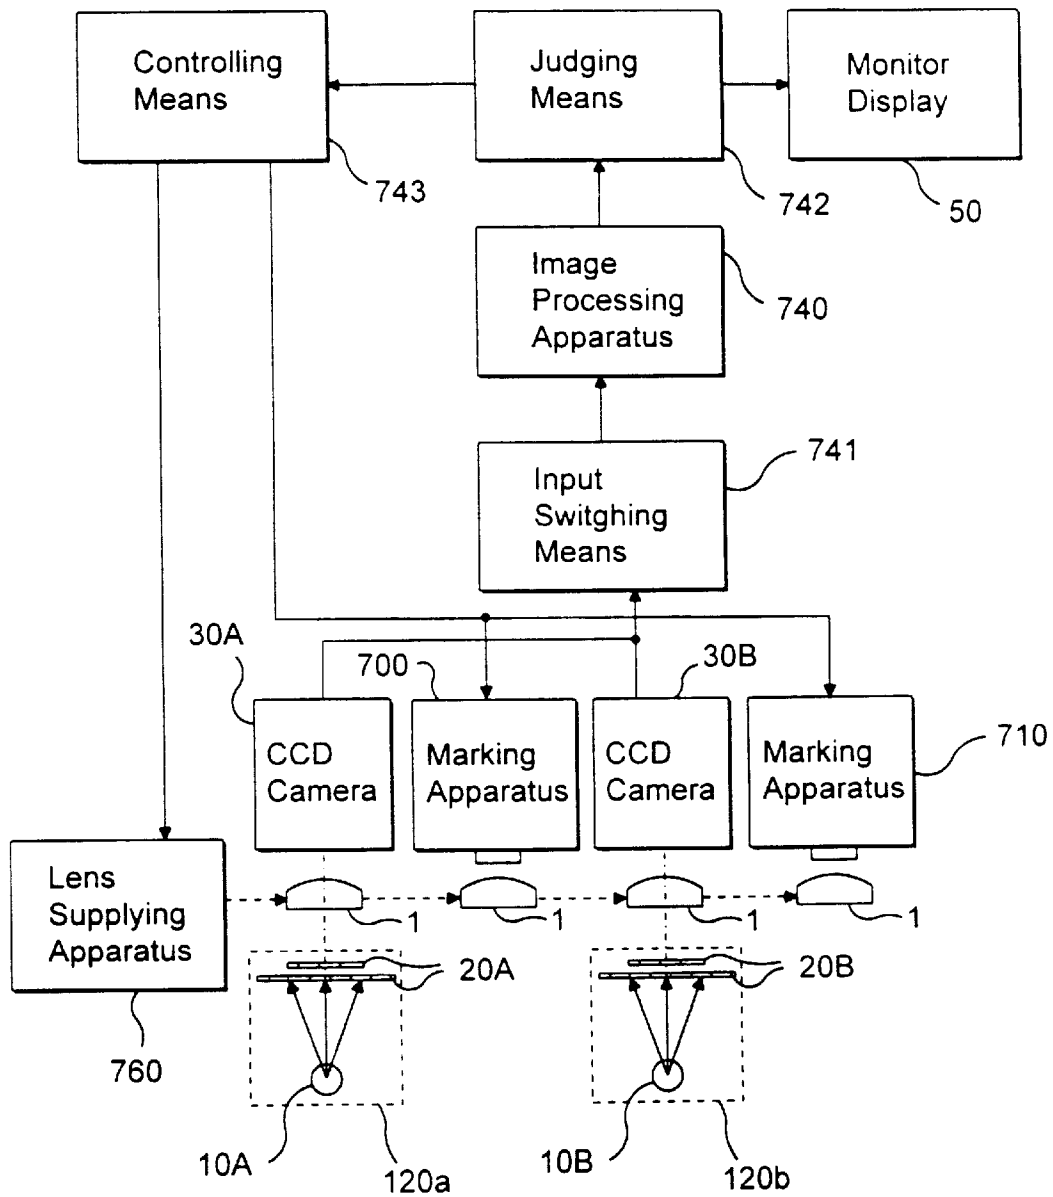 Controlling
Means
743
Judging
Means
742
Monitor
Display
50
Image
Processing
Apparatus
740
Input
Switghing
Means
741
30A
CCD
Camera
700
Marking
Apparatus
30B
CCD
Camera
Marking
Apparatus
710
Lens
Supplying
Apparatus
760
1
1
1
1
20A
20B
10A
120a
10B
120b